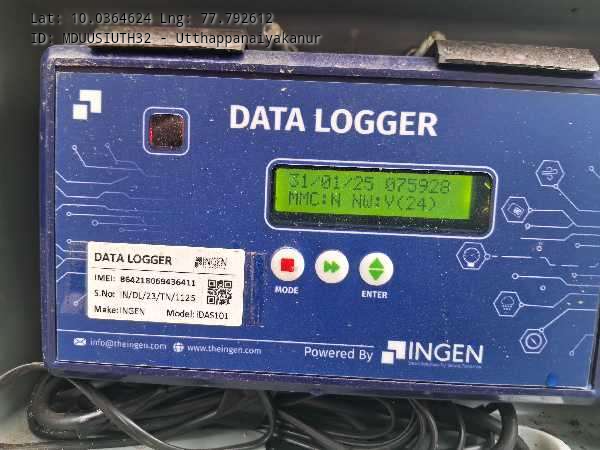 Lat: 10.0364624 Lng: 77.792612
ID: MDUUSIUTH32 - Utthappanaiyakanur
DATA LOGGER
31/01/25 075928
MMC:N NW:Y(24)
DATA LOGGER INGEN
IMEI: 864218069436411
S.No: IN/DL/23/TN/1125
Make:INGEN Model: iDAS101
MODE
ENTER
info@theingen.com www.theingen.com
Powered By INGEN